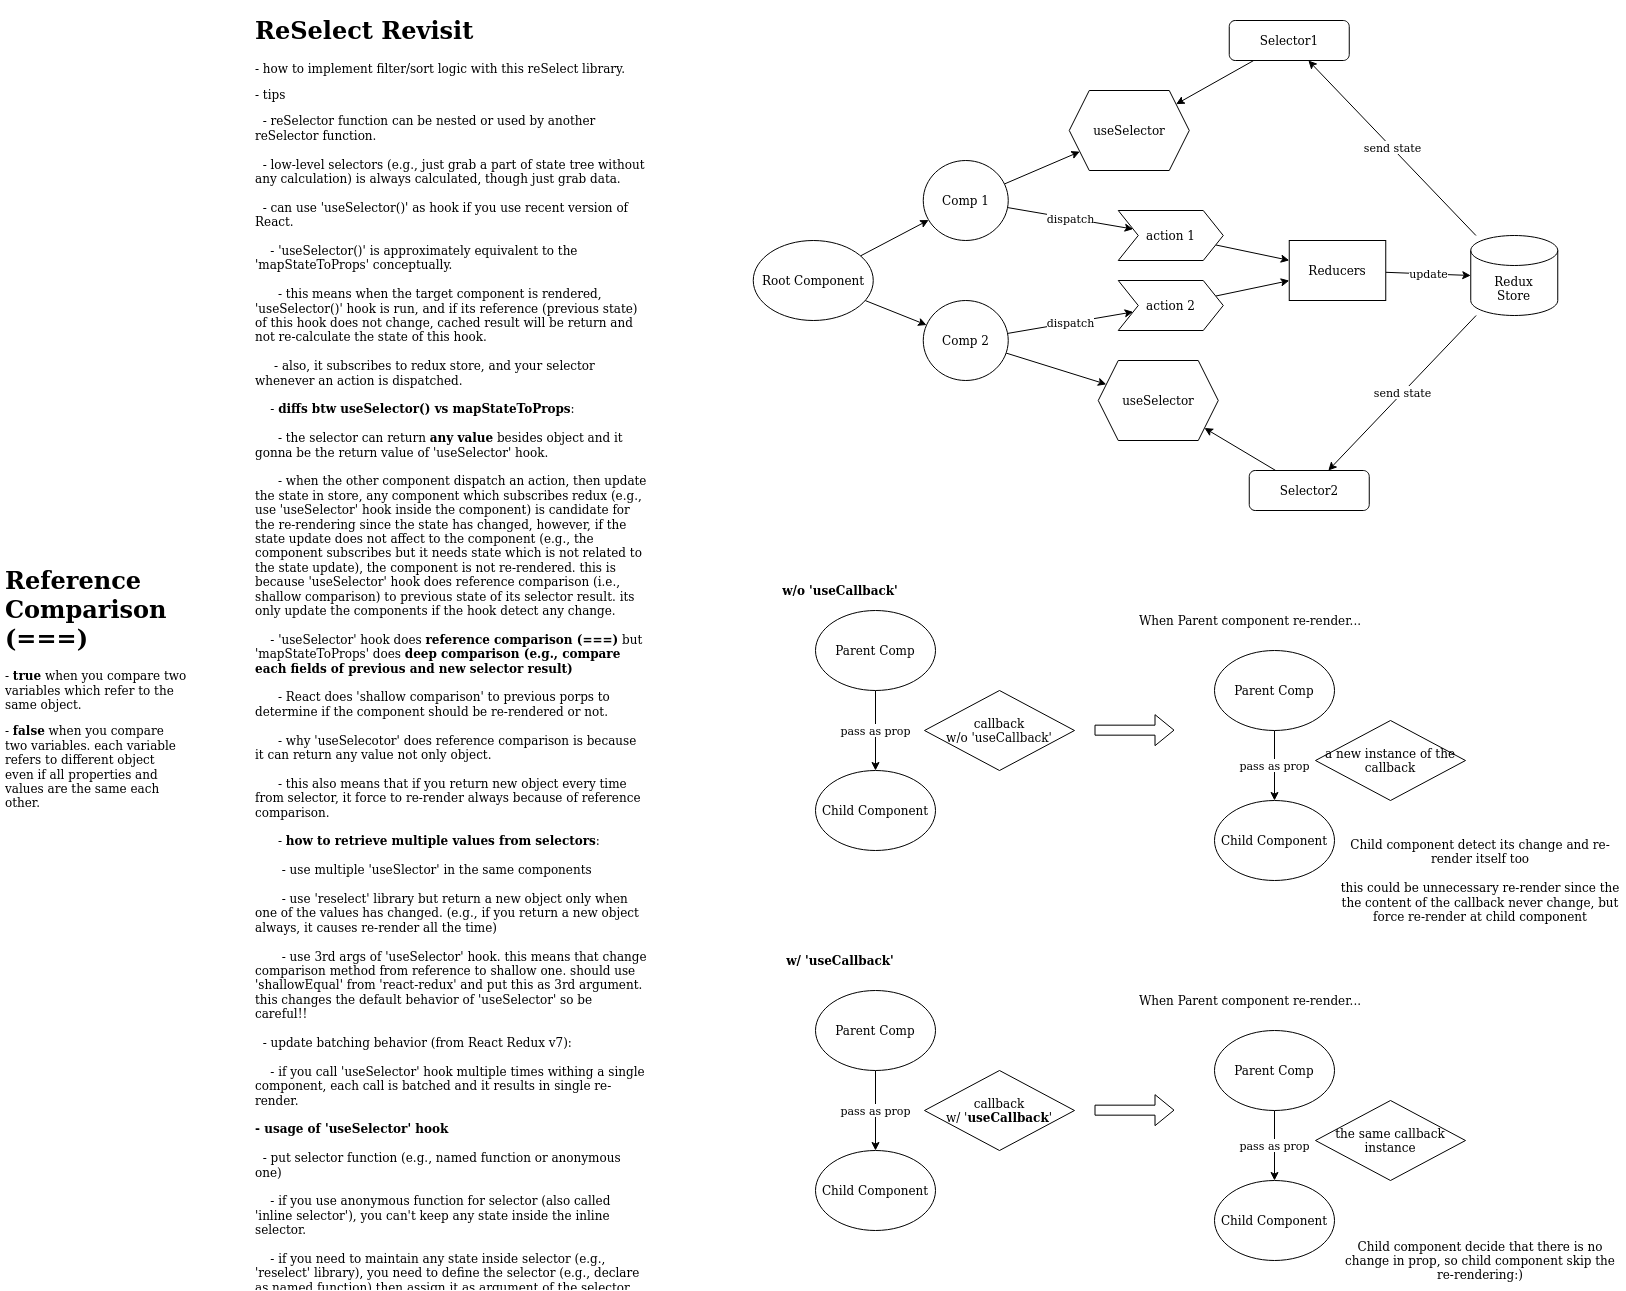 Reference
Comparison
(===)
- true when you compare two
variables which refer to the
same object.
- false when you compare
two variables. each variable
refers to different object
even if all properties and
values are the same each
other.
ReSelect Revisit
- how to implement filter/sort logic with this reSelect library.
- tips
- reSelector function can be nested or used by another
reSelector function.
- low-level selectors (e.g., just grab a part of state tree without
any calculation) is always calculated, though just grab data.
- can use 'useSelector()' as hook if you use recent version of
React.
- 'useSelector()' is approximately equivalent to the
'mapStateToProps' conceptually.
- this means when the target component is rendered,
'useSelector()' hook is run, and if its reference (previous state)
of this hook does not change, cached result will be return and
not re-calculate the state of this hook.
- also, it subscribes to redux store, and your selector
whenever an action is dispatched.
- diffs btw useSelector() vs mapStateToProps:
- the selector can return any value besides object and it
gonna be the return value of 'useSelector' hook.
- when the other component dispatch an action, then update
the state in store, any component which subscribes redux (e.g.,
use 'useSelector' hook inside the component) is candidate for
the re-rendering since the state has changed, however, if the
state update does not affect to the component (e.g., the
component subscribes but it needs state which is not related to
the state update), the component is not re-rendered. this is
because 'useSelector' hook does reference comparison (i.e.,
shallow comparison) to previous state of its selector result. its
only update the components if the hook detect any change.
- 'useSelector' hook does reference comparison (===) but
'mapStateToProps' does deep comparison (e.g., compare
each fields of previous and new selector result)
- React does 'shallow comparison' to previous porps to
determine if the component should be re-rendered or not.
- why 'useSelecotor' does reference comparison is because
it can return any value not only object.
- this also means that if you return new object every time
from selector, it force to re-render always because of reference
comparison.
- how to retrieve multiple values from selectors:
- use multiple 'useSlector' in the same components
- use 'reselect' library but return a new object only when
one of the values has changed. (e.g., if you return a new object
always, it causes re-render all the time)
- use 3rd args of 'useSelector' hook. this means that change
comparison method from reference to shallow one. should use
'shallowEqual' from 'react-redux' and put this as 3rd argument.
this changes the default behavior of 'useSelector' so be
careful!!
- update batching behavior (from React Redux v7):
- if you call 'useSelector' hook multiple times withing a single
component, each call is batched and it results in single re-
render.
- usage of 'useSelector' hook
- put selector function (e.g., named function or anonymous
one)
- if you use anonymous function for selector (also called
'inline selector'), you can't keep any state inside the inline
selector.
- if you need to maintain any state inside selector (e.g.,
'reselect' library), you need to define the selector (e.g., declare
as named function) then assign it as argument of the selector
Selector1
useSelector
send state
Comp 1
dispatch
action 1
Root Component
Reducers
update
Redux
Store
action 2
dispatch
Comp 2
send state
useSelector
Selector2
w/o 'useCallback'
When Parent component re-render...
Parent Comp
pass as prop
callback
w/o 'useCallback'
Child Component
Parent Comp
pass as prop
a new instance of the
callback
Child Component
Child component detect its change and re-
render itself too
this could be unnecessary re-render since the
the content of the callback never change, but
force re-render at child component
w/ 'useCallback'
When Parent component re-render...
Parent Comp
pass as prop
callback
w/ 'useCallback'
Child Component
Parent Comp
pass as prop
the same callback
instance
Child Component
Child component decide that there is no
change in prop, so child component skip the
re-rendering:)